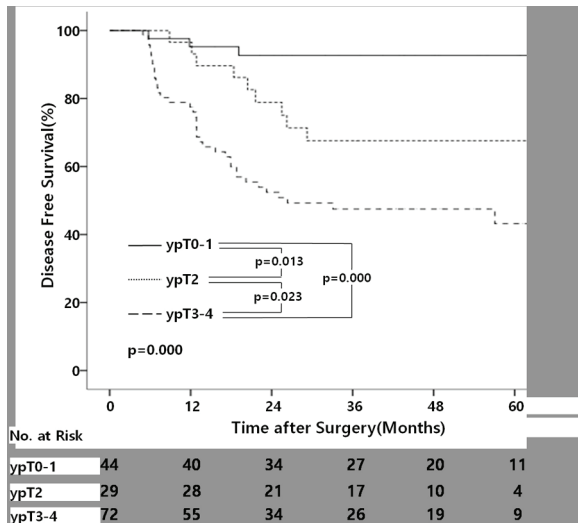 Disease Free Survival(%)
100
80
60
40
20
0
ypT0-1
p=0.013
ypT2
p=0.000
p=0.023
ypT3-4
p=0.000
0 12 24 36 48 60
Time after Surgery(Months)
No. at Risk
ypT0-1 44 40 34 27 20 11
ypT2 29 28 21 17 10 4
ypT3-4 72 55 34 26 19 9